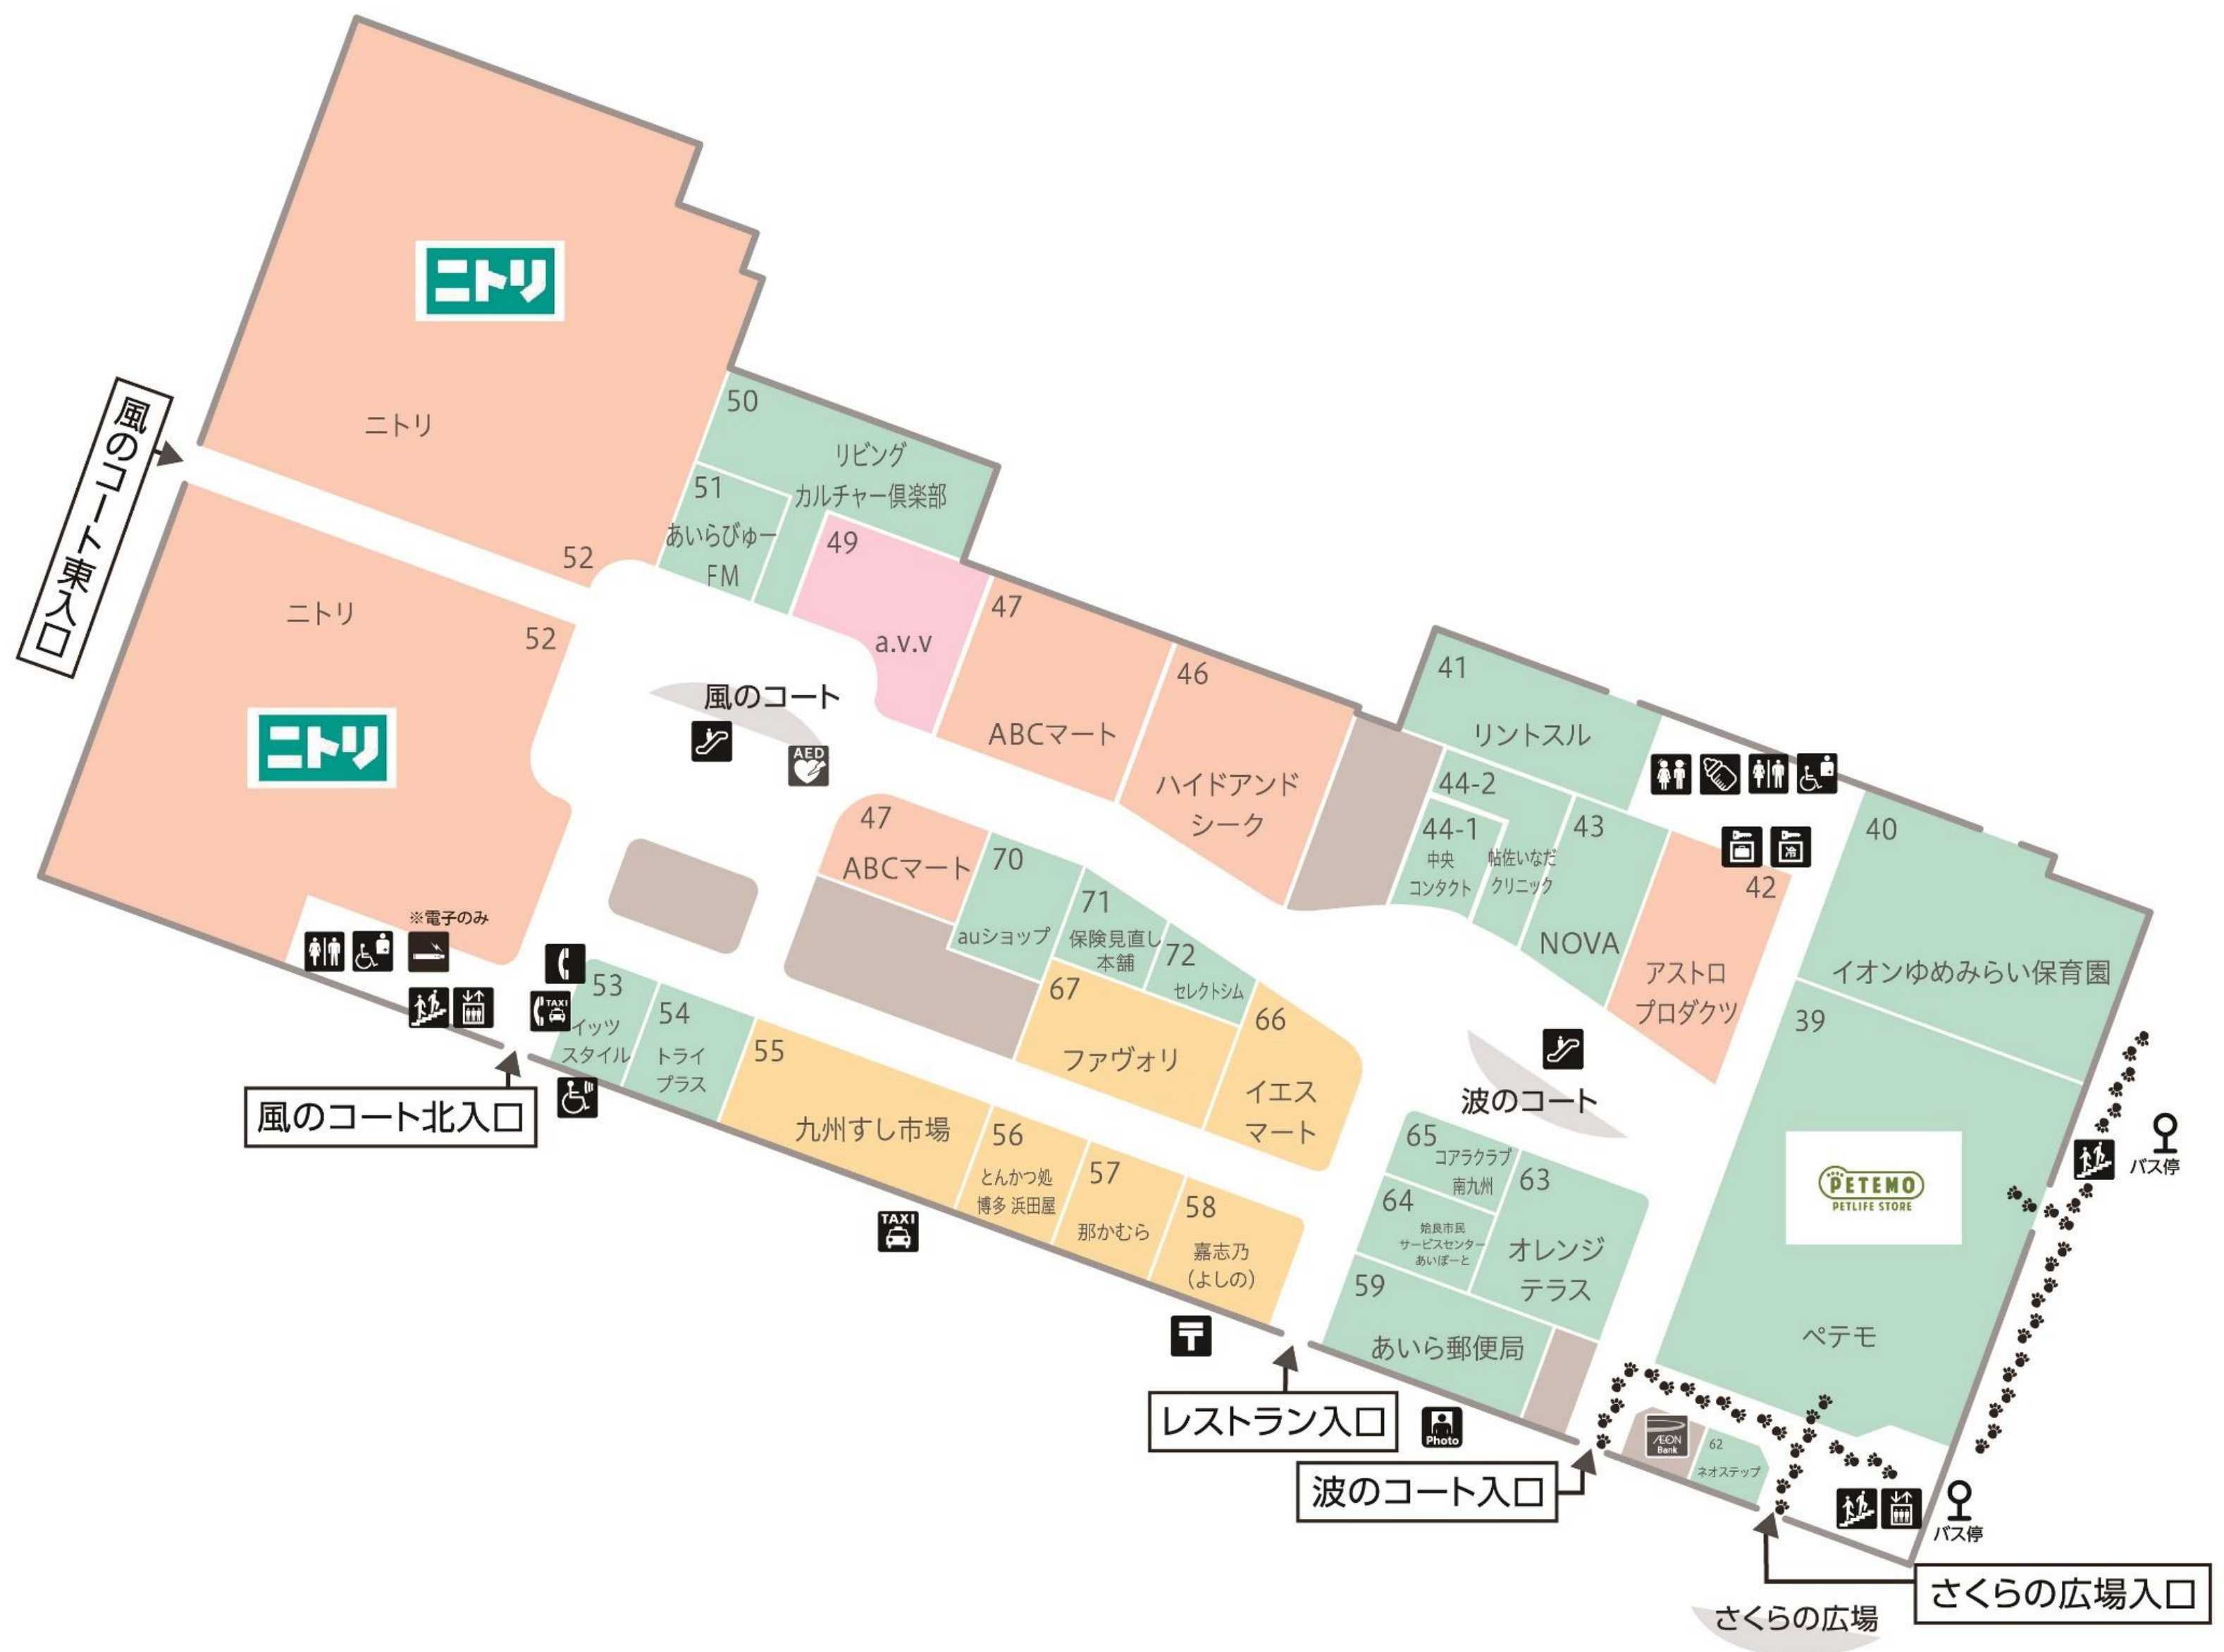 ニトリ
ニトリ
52
風のコート東入口
50
リビング
カルチャー倶楽部
51
あいらびゅー
FM
49
a.v.v
ニトリ
52
ニトリ
47
ABCマート
46
ハイドアンド
シーク
風のコート
AED
41
リントスル
44-2
帖佐いなだ
クリニック
44-1
中央
コンタクト
43
NOVA
42
アストロ
プロダクツ
冷
40
イオンゆめみらい保育園
39
PETEMO
PETLIFE STORE
ペテモ
バス停
47
ABCマート
70
auショップ
71
保険見直し
本舗
72
セレクトシム
67
ファヴォリ
66
イエス
マート
波のコート
※電子のみ
TAXI
53
イッツ
スタイル
54
トライ
プラス
55
九州すし市場
56
とんかつ処
博多 浜田屋
57
那かむら
58
嘉志乃
(よしの)
風のコート北入口
TAXI
65
コアラクラブ
南九州
64
姶良市民
サービスセンター
あいぽーと
63
オレンジ
テラス
59
あいら郵便局
レストラン入口
Photo
波のコート入口
AEON
Bank
62
ネオステップ
バス停
さくらの広場入口
さくらの広場